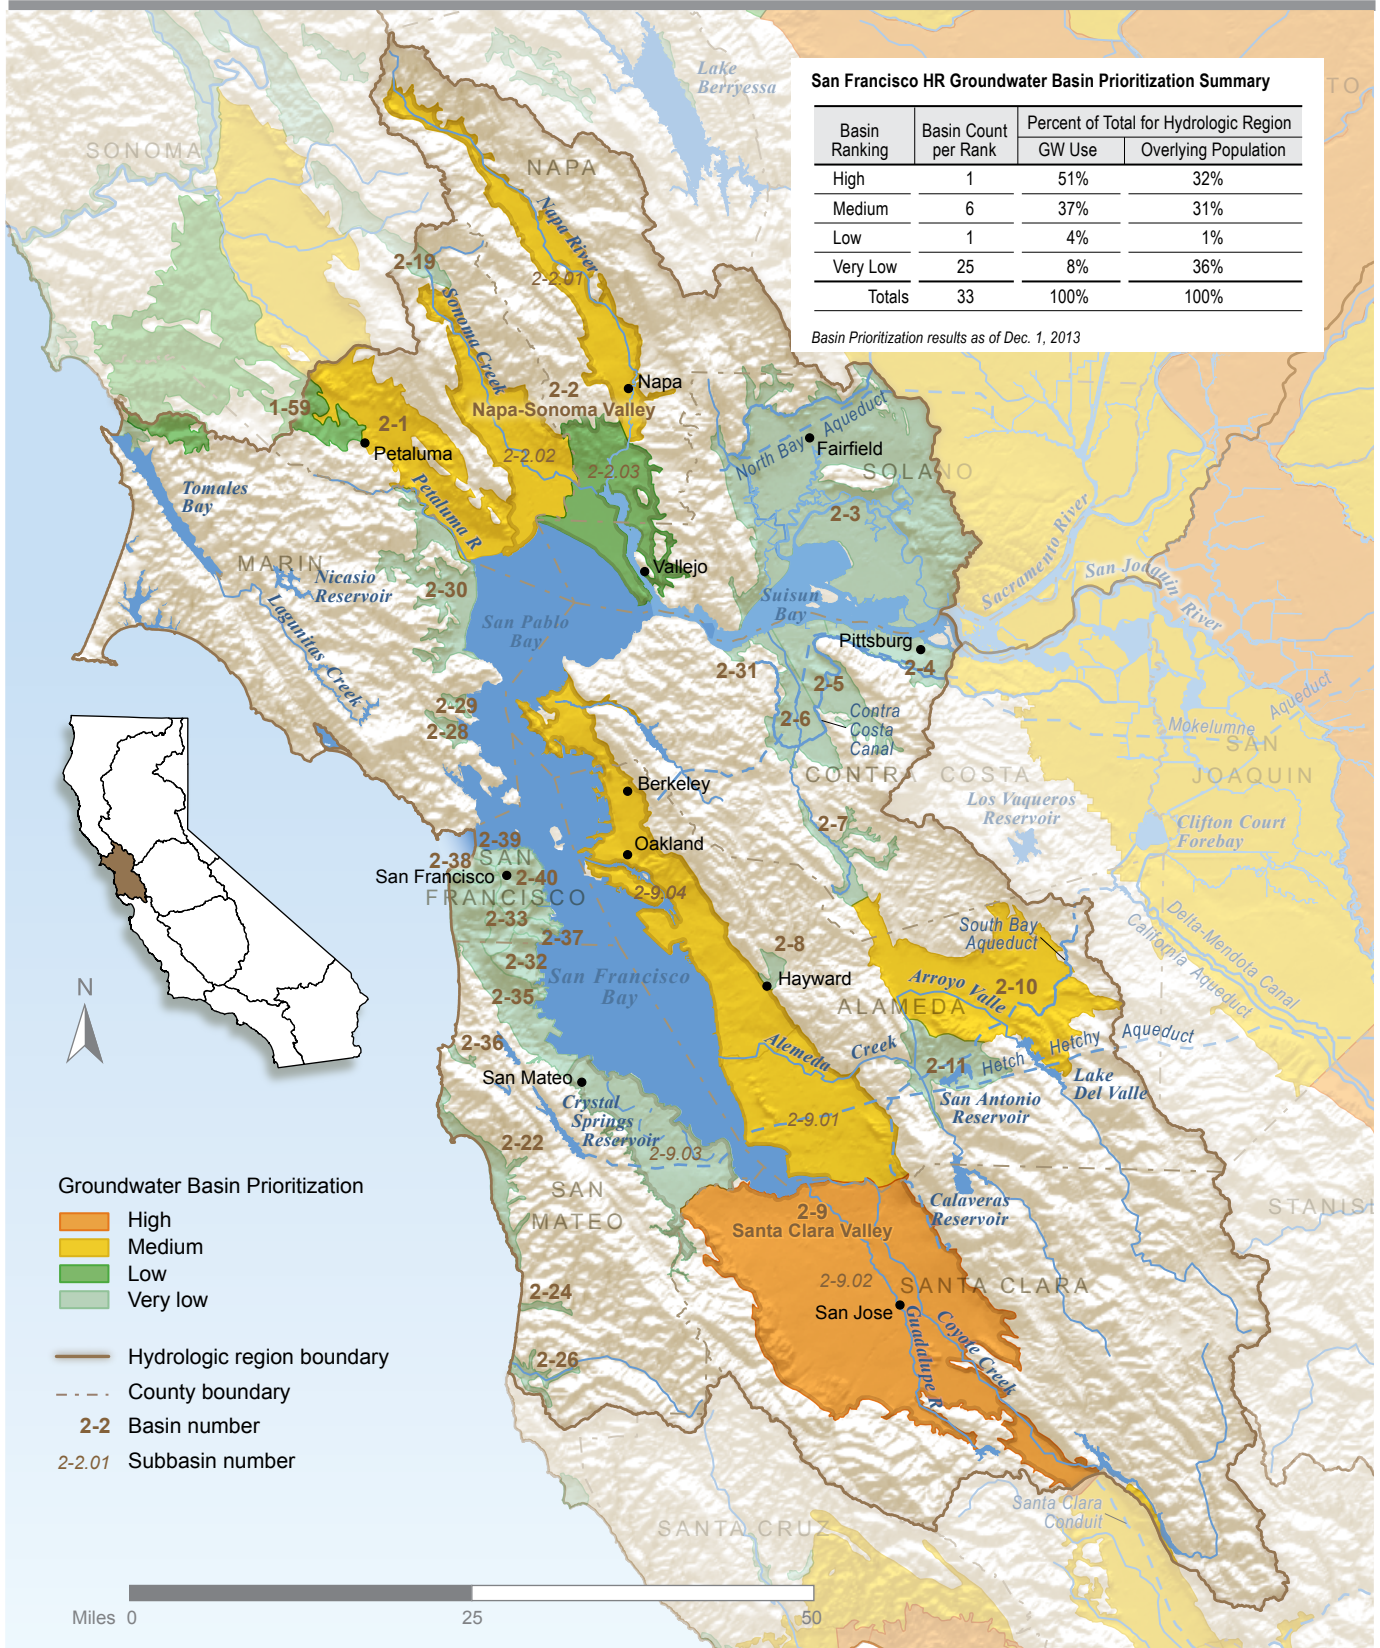 San Francisco HR Groundwater Basin Prioritization Summary
Basin Ranking
Basin Count per Rank
Percent of Total for Hydrologic Region
GW Use
Overlying Population
High 1 51% 32%
Medium 6 37% 31%
Low 1 4% 1%
Very Low 25 8% 36%
Totals 33 100% 100%
Basin Prioritization results as of Dec. 1, 2013
Lake
Berryessa
TO
SONOMA
NAPA
Napa River
2-2.01
2-19
Sonoma Creek
2-2
Napa-Sonoma Valley
Napa
1-59
2-1
Petaluma
2-2.02
2-2.03
Petaluma R
North Bay Aqueduct
Fairfield
SOLANO
2-3
Tomales
Bay
MARIN
Nicasio
Reservoir
Lagunitas Creek
2-30
San Pablo
Bay
Vallejo
Suisun
Bay
Sacramento River
San Joaquin River
Pittsburg
2-4
2-31
2-5
2-6
Contra
Costa
Canal
2-29
2-28
CONTRA COSTA
Mokelumne Aqueduct
SAN
JOAQUIN
Los Vaqueros
Reservoir
Clifton Court
Forebay
Berkeley
2-7
Oakland
2-39
2-38
SAN
San Francisco
2-40
FRANCISCO
2-9.04
2-33
2-37
2-32
2-35
San Francisco
Bay
2-8
Hayward
South Bay
Aqueduct
Delta-Mendota Canal
California Aqueduct
Arroyo Valle
2-10
ALAMEDA
Alemeda Creek
2-11
Hetch Hetchy Aqueduct
Lake
Del Valle
San Antonio
Reservoir
2-36
San Mateo
Crystal
Springs
Reservoir
2-9.01
2-9.03
2-22
SAN
MATEO
Calaveras
Reservoir
STANISL
2-9
Santa Clara Valley
2-9.02
SANTA CLARA
San Jose
Guadalupe R
Coyote Creek
2-24
2-26
Santa Clara
Conduit
SANTA CRUZ
N
Groundwater Basin Prioritization
High
Medium
Low
Very low
Hydrologic region boundary
County boundary
2-2 Basin number
2-2.01 Subbasin number
Miles 0 25 50